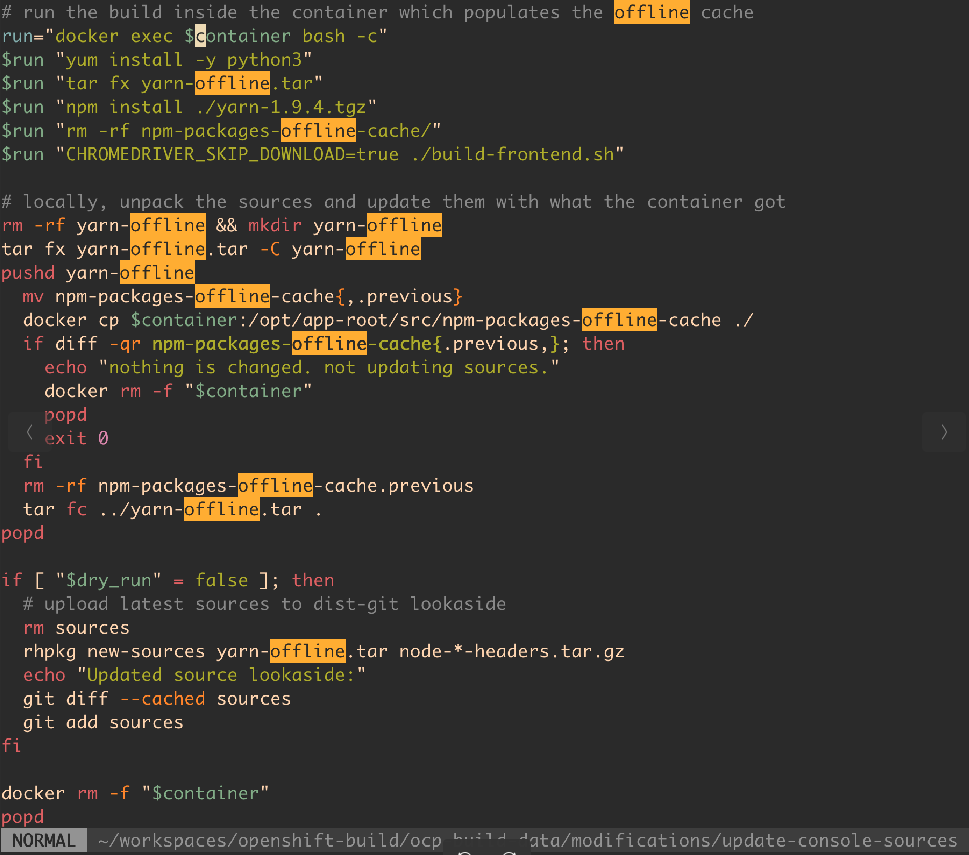 # run the build inside the container which populates the offline cache
run="docker exec $container bash -c"
$run "yum install -y python3"
$run "tar fx yarn-offline.tar"
$run "npm install ./yarn-1.9.4.tgz"
$run "rm -rf npm-packages-offline-cache/"
$run "CHROMEDRIVER_SKIP_DOWNLOAD=true ./build-frontend.sh"

# locally, unpack the sources and update them with what the container got
rm -rf yarn-offline && mkdir yarn-offline
tar fx yarn-offline.tar -C yarn-offline
pushd yarn-offline
  mv npm-packages-offline-cache{,.previous}
  docker cp $container:/opt/app-root/src/npm-packages-offline-cache ./
  if diff -qr npm-packages-offline-cache{.previous,}; then
    echo "nothing is changed. not updating sources."
    docker rm -f "$container"
    popd
    exit 0
  fi
  rm -rf npm-packages-offline-cache.previous
  tar fc ../yarn-offline.tar .
popd

if [ "$dry_run" = false ]; then
  # upload latest sources to dist-git lookaside
  rm sources
  rhpkg new-sources yarn-offline.tar node-*-headers.tar.gz
  echo "Updated source lookaside:"
  git diff --cached sources
  git add sources
fi

docker rm -f "$container"
popd
NORMAL ~/workspaces/openshift-build/ocp-build-data/modifications/update-console-sources